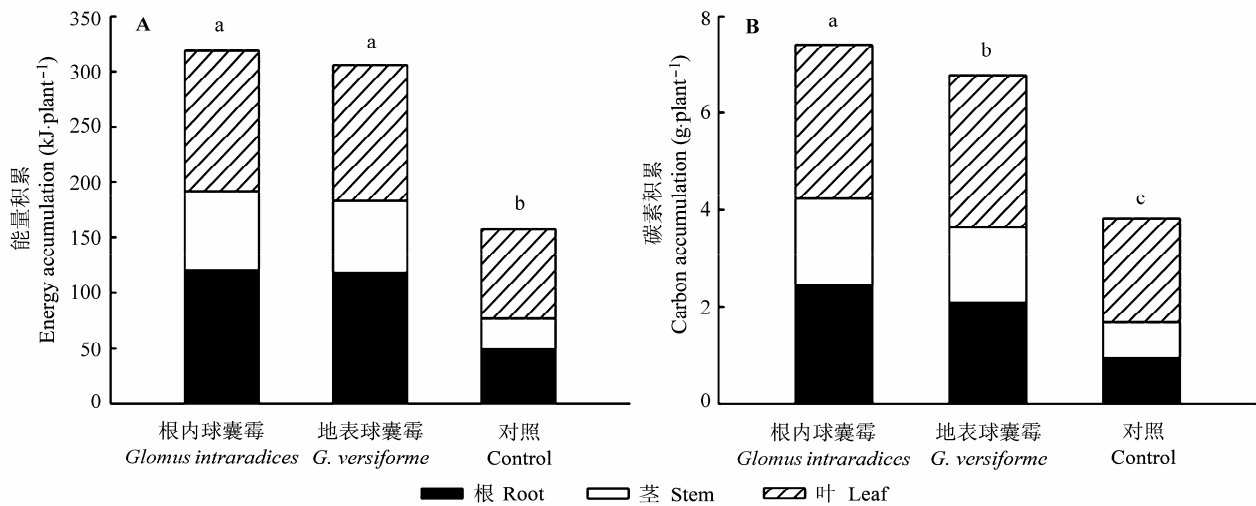 A
能量积累
Energy accumulation (kJ·plant⁻¹)
350
300
250
200
150
100
50
0
a
a
b
根内球囊霉
Glomus intraradices
地表球囊霉
G. versiforme
对照
Control
B
碳素积累
Carbon accumulation (g·plant⁻¹)
8
6
4
2
0
a
b
c
根内球囊霉
Glomus intraradices
地表球囊霉
G. versiforme
对照
Control
根 Root
茎 Stem
叶 Leaf